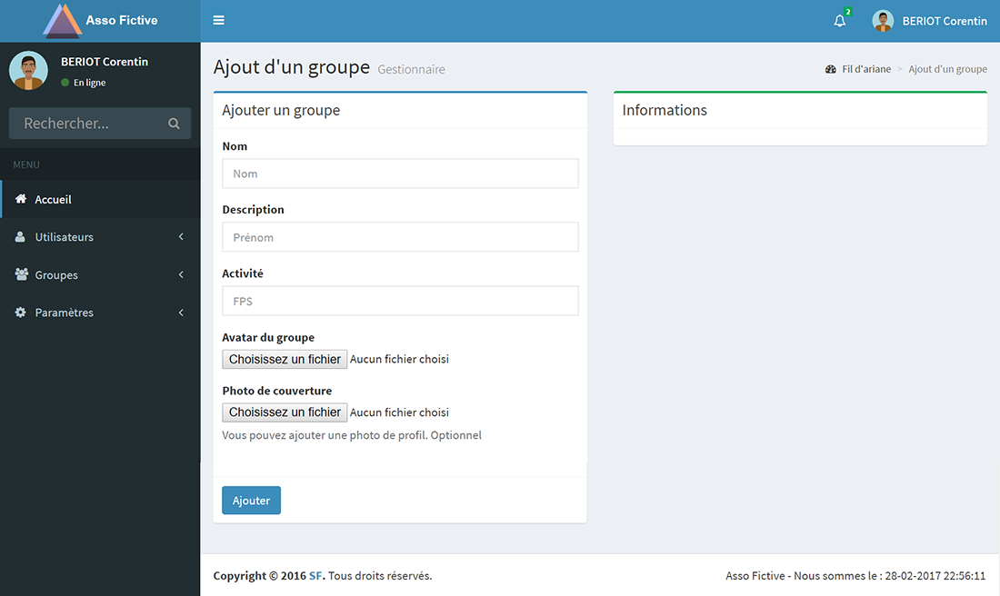 Asso Fictive
2
BERIOT Corentin
BERIOT Corentin
En ligne
Rechercher...
MENU
Accueil
Utilisateurs
Groupes
Paramètres
Ajout d'un groupe Gestionnaire
Fil d'ariane > Ajout d'un groupe
Ajouter un groupe
Nom
Nom
Description
Prénom
Activité
FPS
Avatar du groupe
Choisissez un fichier Aucun fichier choisi
Photo de couverture
Choisissez un fichier Aucun fichier choisi
Vous pouvez ajouter une photo de profil. Optionnel
Ajouter
Informations
Copyright © 2016 SF. Tous droits réservés.
Asso Fictive - Nous sommes le : 28-02-2017 22:56:11